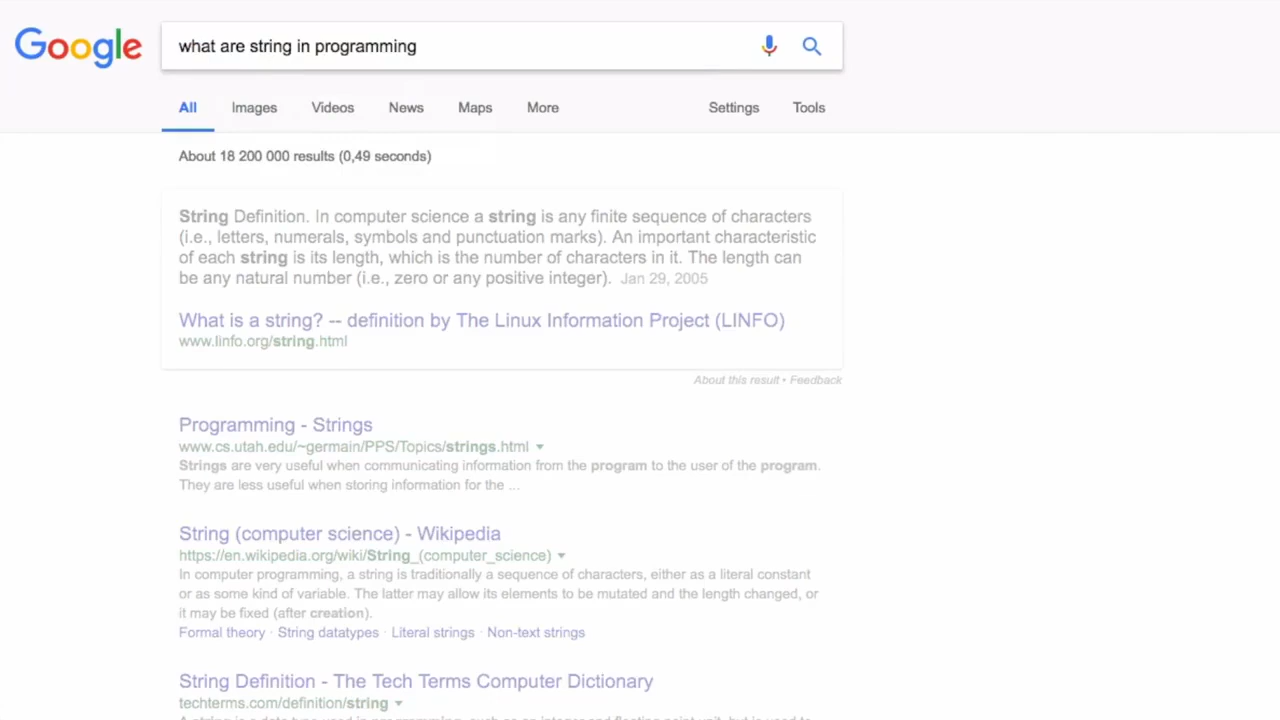 Google
what are string in programming
All Images Videos News Maps More Settings Tools
About 18 200 000 results (0,49 seconds)
String Definition. In computer science a string is any finite sequence of characters
(i.e., letters, numerals, symbols and punctuation marks). An important characteristic
of each string is its length, which is the number of characters in it. The length can
be any natural number (i.e., zero or any positive integer). Jan 29, 2005
What is a string? -- definition by The Linux Information Project (LINFO)
www.linfo.org/string.html
About this result • Feedback
Programming - Strings
www.cs.utah.edu/~germain/PPS/Topics/strings.html
Strings are very useful when communicating information from the program to the user of the program.
They are less useful when storing information for the ...
String (computer science) - Wikipedia
https://en.wikipedia.org/wiki/String_(computer_science)
In computer programming, a string is traditionally a sequence of characters, either as a literal constant
or as some kind of variable. The latter may allow its elements to be mutated and the length changed, or
it may be fixed (after creation).
Formal theory · String datatypes · Literal strings · Non-text strings
String Definition - The Tech Terms Computer Dictionary
techterms.com/definition/string